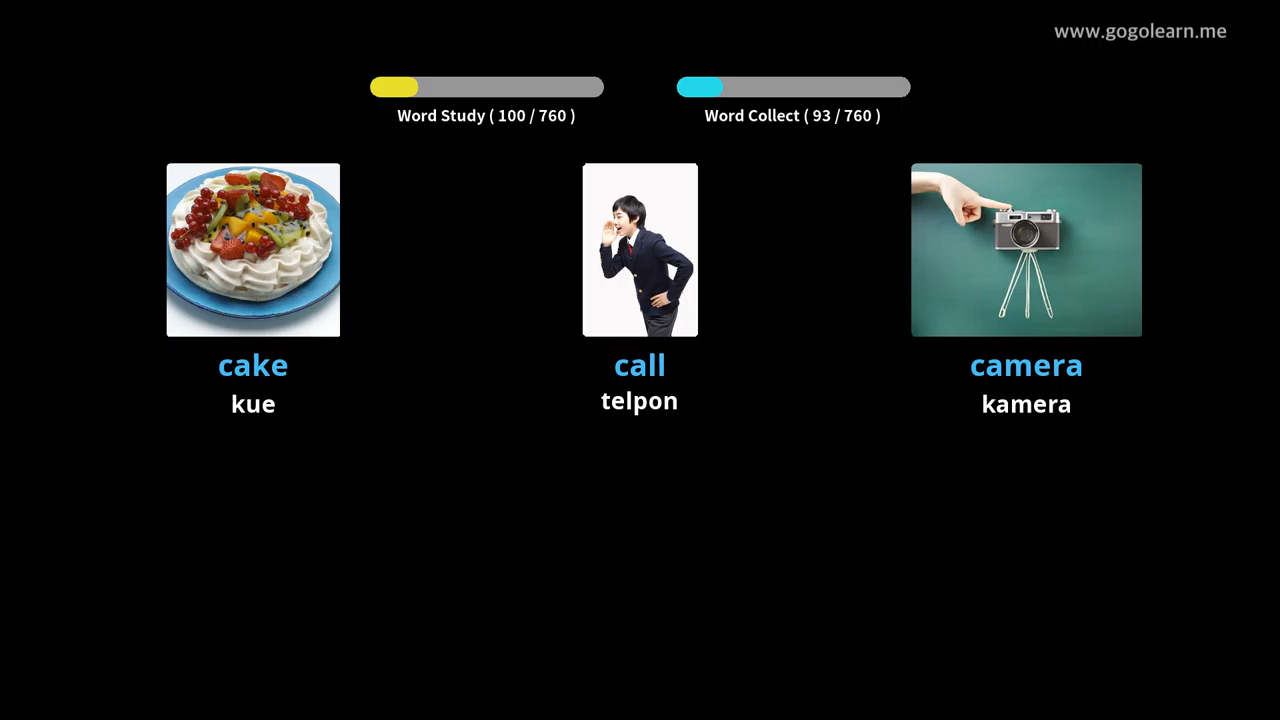 www.gogolearn.me
Word Study ( 100 / 760 )
Word Collect ( 93 / 760 )
cake
kue
call
telpon
camera
kamera